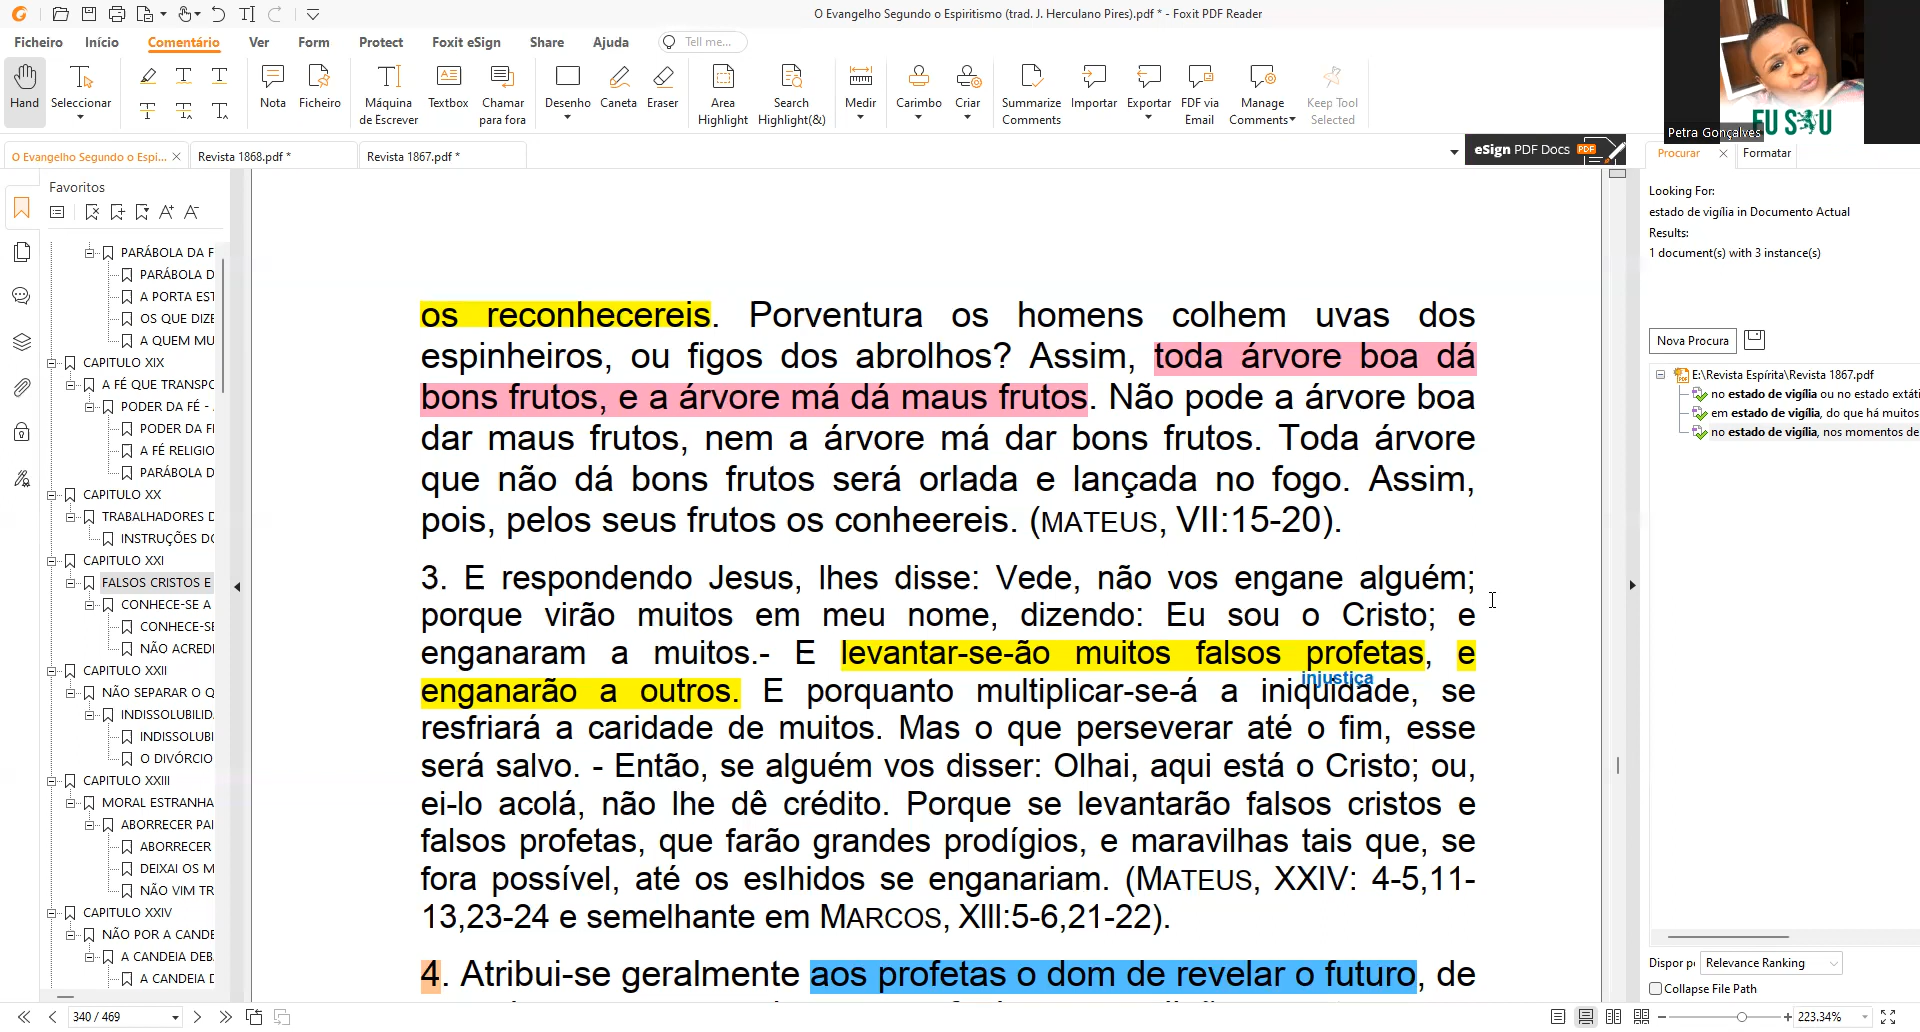 O Evangelho Segundo o Espiritismo (trad. J. Herculano Pires).pdf * - Foxit PDF Reader
Ficheiro Início Comentário Ver Form Protect Foxit eSign Share Ajuda Tell me...
Hand Seleccionar Nota Ficheiro Máquina de Escrever Textbox Chamar para fora Desenho Caneta Eraser Area Highlight Search Highlight(&) Medir Carimbo Criar Summarize Comments Importar Exportar FDF via Email Manage Comments Keep Tool Selected
EU SOU
Petra Gonçalves
O Evangelho Segundo o Espi... Revista 1868.pdf * Revista 1867.pdf *
eSign PDF Docs PDF
Procurar Formatar
Favoritos
PARÁBOLA DA F
PARÁBOLA D
A PORTA EST
OS QUE DIZE
A QUEM MU
CAPITULO XIX
A FÉ QUE TRANSPO
PODER DA FÉ -
PODER DA FI
A FÉ RELIGIO
PARÁBOLA D
CAPITULO XX
TRABALHADORES D
INSTRUÇÕES DO
CAPITULO XXI
FALSOS CRISTOS E
CONHECE-SE A
CONHECE-SE
NÃO ACREDI
CAPITULO XXII
NÃO SEPARAR O Q
INDISSOLUBILID
INDISSOLUBI
O DIVÓRCIO
CAPITULO XXIII
MORAL ESTRANHA
ABORRECER PAI
ABORRECER
DEIXAI OS M
NÃO VIM TR
CAPITULO XXIV
NÃO POR A CANDE
A CANDEIA DEB
A CANDEIA D
os reconhecereis. Porventura os homens colhem uvas dos
espinheiros, ou figos dos abrolhos? Assim, toda árvore boa dá
bons frutos, e a árvore má dá maus frutos. Não pode a árvore boa
dar maus frutos, nem a árvore má dar bons frutos. Toda árvore
que não dá bons frutos será orlada e lançada no fogo. Assim,
pois, pelos seus frutos os conheereis. (MATEUS, VII:15-20).
3. E respondendo Jesus, lhes disse: Vede, não vos engane alguém;
porque virão muitos em meu nome, dizendo: Eu sou o Cristo; e
enganaram a muitos.- E levantar-se-ão muitos falsos profetas, e
injustiça
enganarão a outros. E porquanto multiplicar-se-á a iniquidade, se
resfriará a caridade de muitos. Mas o que perseverar até o fim, esse
será salvo. - Então, se alguém vos disser: Olhai, aqui está o Cristo; ou,
ei-lo acolá, não lhe dê crédito. Porque se levantarão falsos cristos e
falsos profetas, que farão grandes prodígios, e maravilhas tais que, se
fora possível, até os eslhidos se enganariam. (MATEUS, XXIV: 4-5,11-
13,23-24 e semelhante em MARCOS, XIII:5-6,21-22).
4. Atribui-se geralmente aos profetas o dom de revelar o futuro, de
Looking For:
estado de vigília in Documento Actual
Results:
1 document(s) with 3 instance(s)
Nova Procura
E:\Revista Espírita\Revista 1867.pdf
no estado de vigília ou no estado extáti
em estado de vigília, do que há muitos
no estado de vigília, nos momentos de
Dispor p Relevance Ranking
Collapse File Path
340 / 469
223.34%